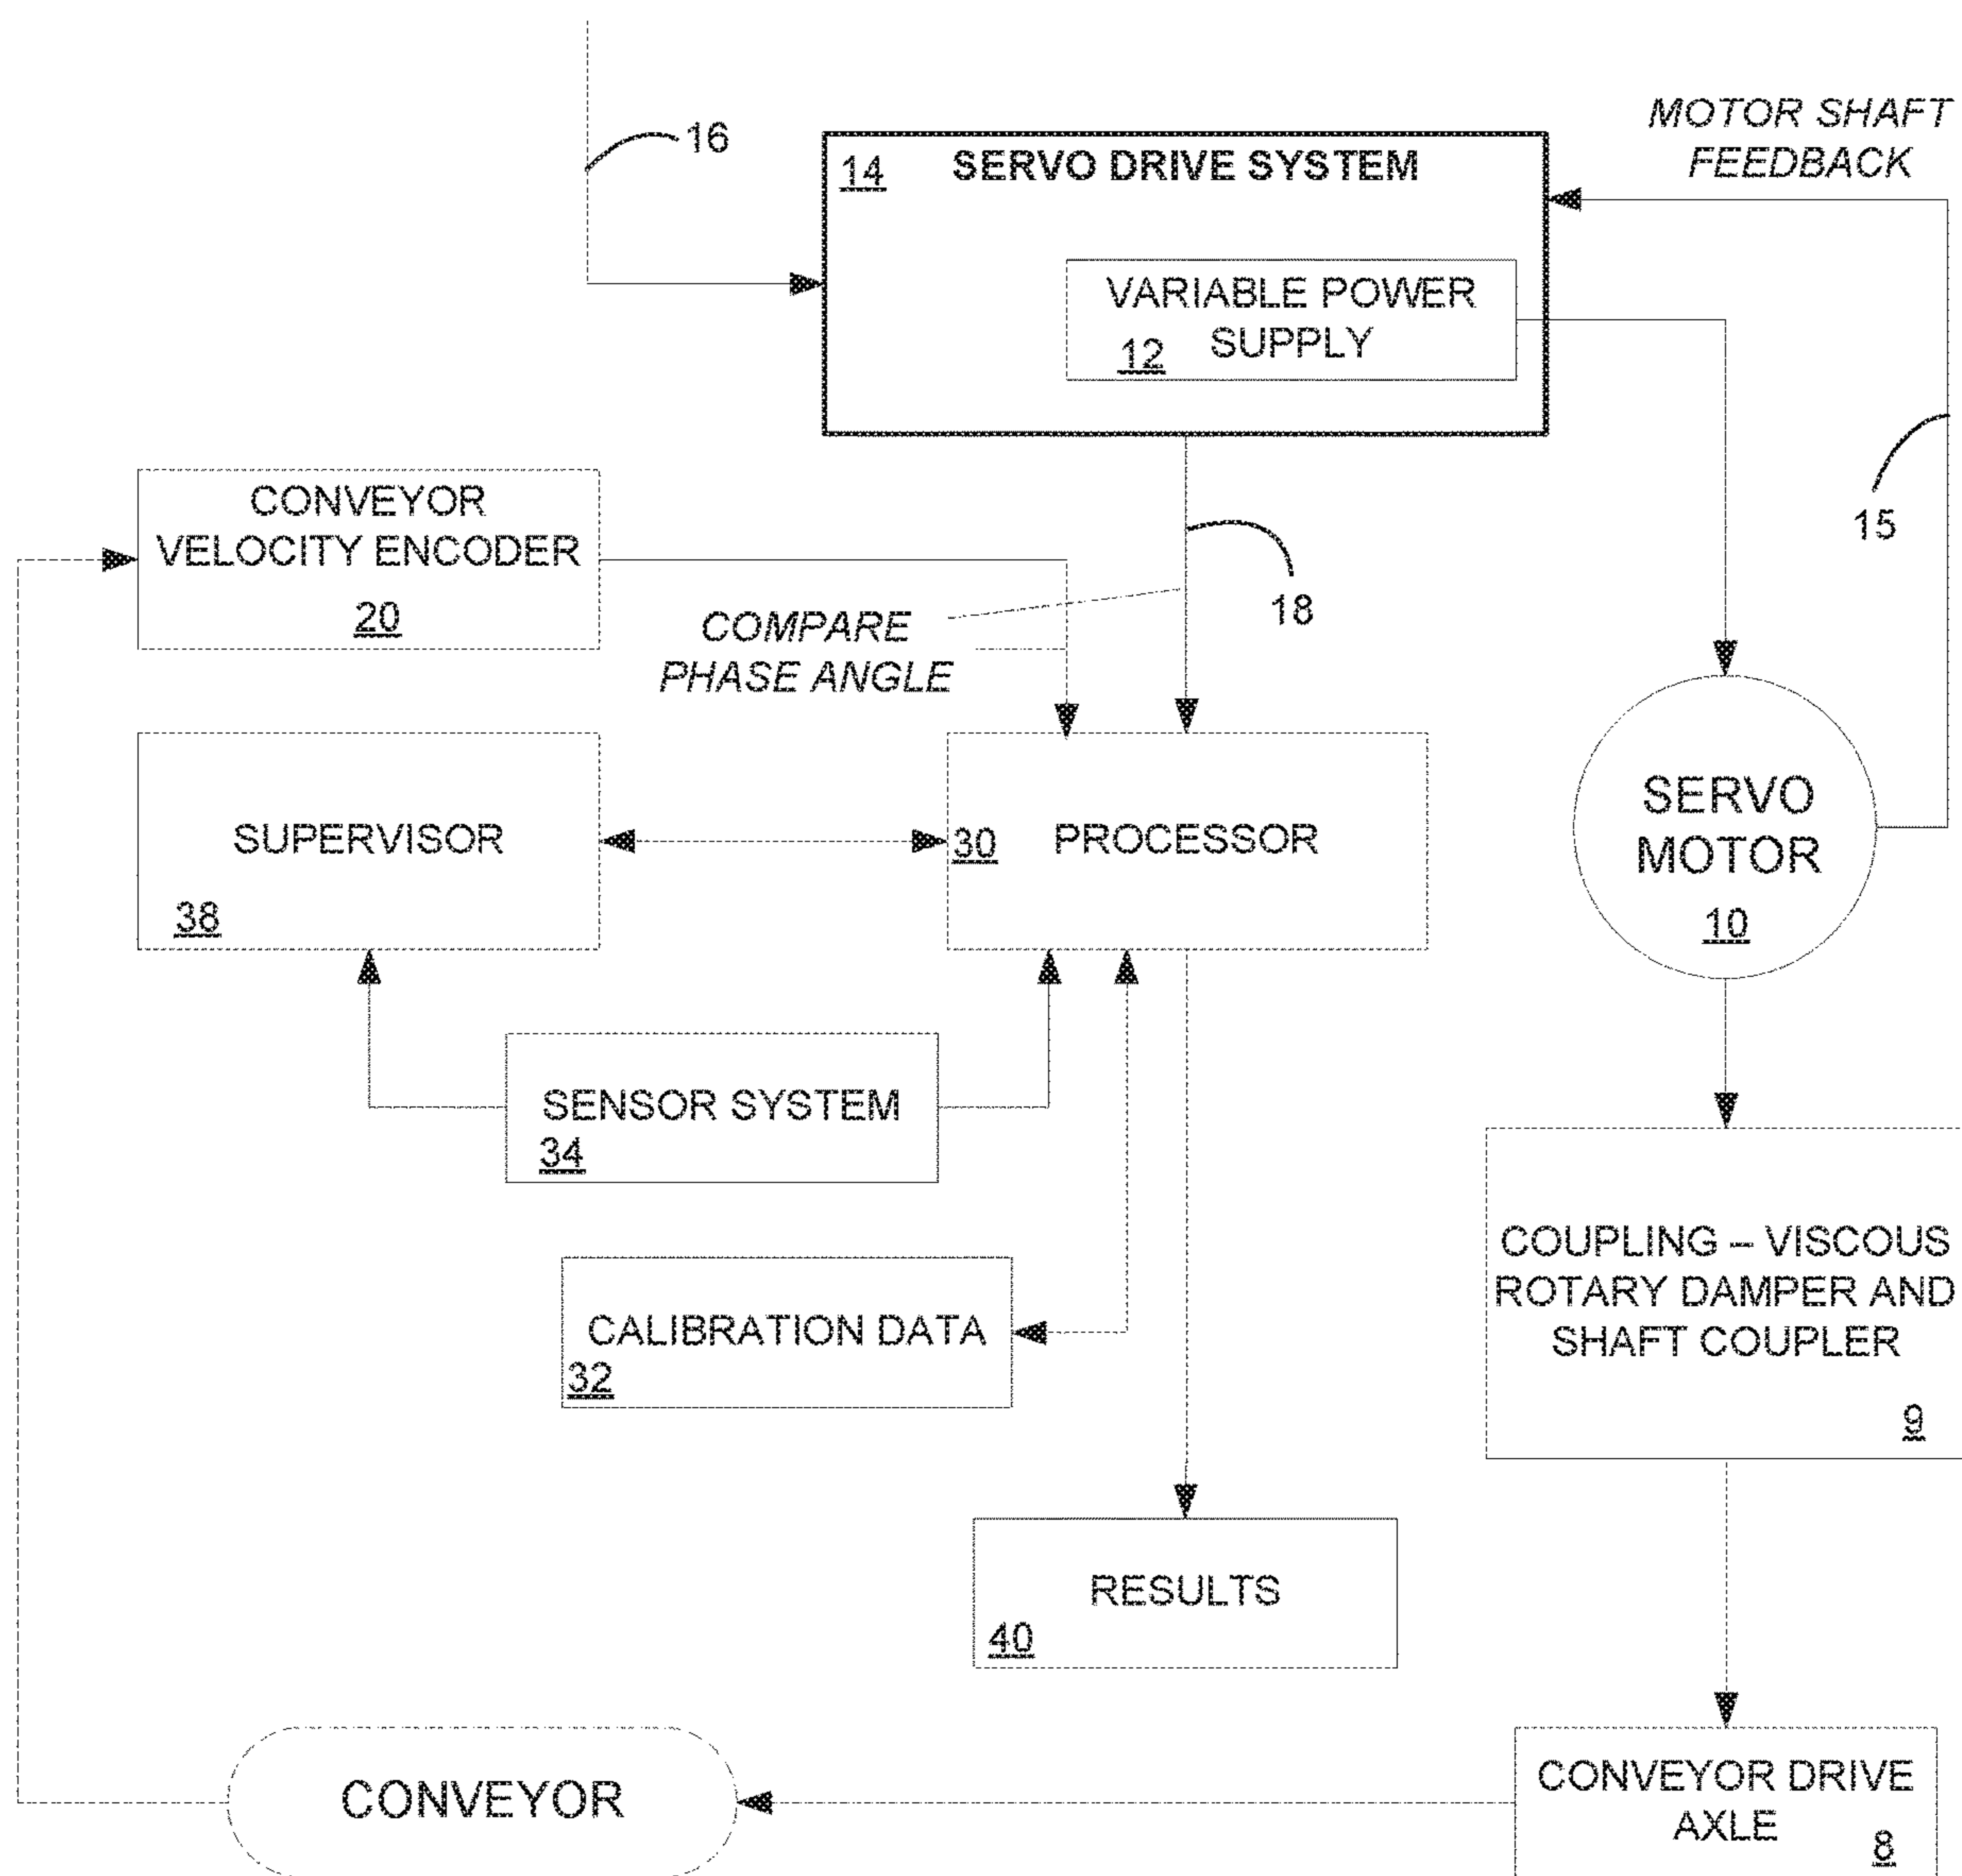 16
14
SERVO DRIVE SYSTEM
MOTOR SHAFT
FEEDBACK
VARIABLE POWER
SUPPLY
12
15
18
CONVEYOR
VELOCITY ENCODER
20
COMPARE
PHASE ANGLE
SUPERVISOR
38
30
PROCESSOR
SERVO
MOTOR
10
SENSOR SYSTEM
34
CALIBRATION DATA
32
COUPLING – VISCOUS
ROTARY DAMPER AND
SHAFT COUPLER
9
RESULTS
40
CONVEYOR
CONVEYOR DRIVE
AXLE
8